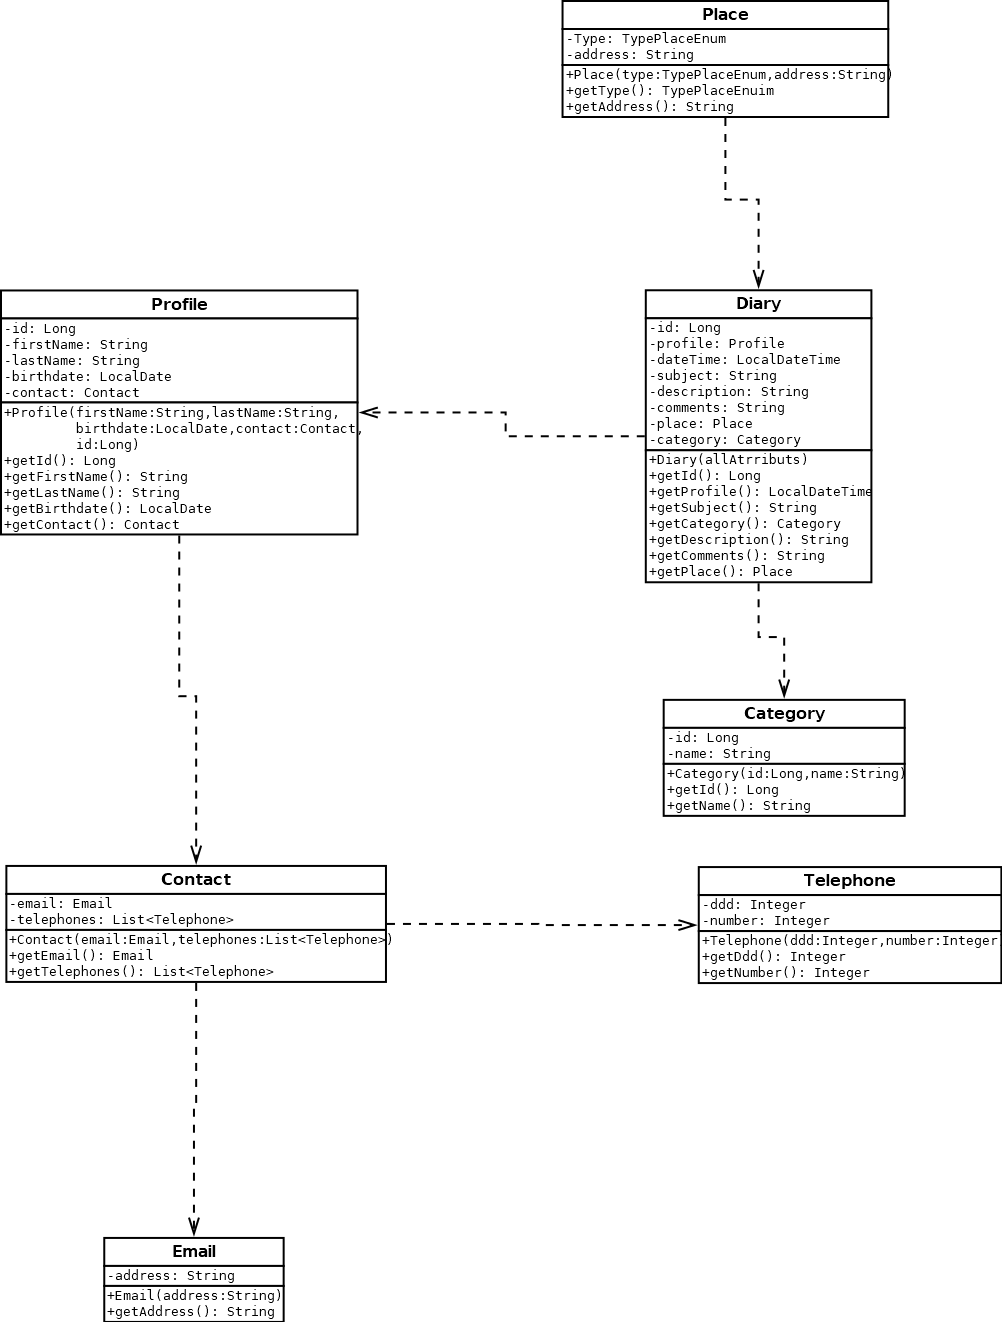 Place
-Type: TypePlaceEnum
-address: String
+Place(type:TypePlaceEnum,address:String)
+getType(): TypePlaceEnuim
+getAddress(): String
Profile
-id: Long
-firstName: String
-lastName: String
-birthdate: LocalDate
-contact: Contact
+Profile(firstName:String,lastName:String,
birthdate:LocalDate,contact:Contact,
id:Long)
+getId(): Long
+getFirstName(): String
+getLastName(): String
+getBirthdate(): LocalDate
+getContact(): Contact
Diary
-id: Long
-profile: Profile
-dateTime: LocalDateTime
-subject: String
-description: String
-comments: String
-place: Place
-category: Category
+Diary(allAtrributs)
+getId(): Long
+getProfile(): LocalDateTime
+getSubject(): String
+getCategory(): Category
+getDescription(): String
+getComments(): String
+getPlace(): Place
Category
-id: Long
-name: String
+Category(id:Long,name:String)
+getId(): Long
+getName(): String
Contact
-email: Email
-telephones: List<Telephone>
+Contact(email:Email,telephones:List<Telephone>)
+getEmail(): Email
+getTelephones(): List<Telephone>
Telephone
-ddd: Integer
-number: Integer
+Telephone(ddd:Integer,number:Integer
+getDdd(): Integer
+getNumber(): Integer
Email
-address: String
+Email(address:String)
+getAddress(): String